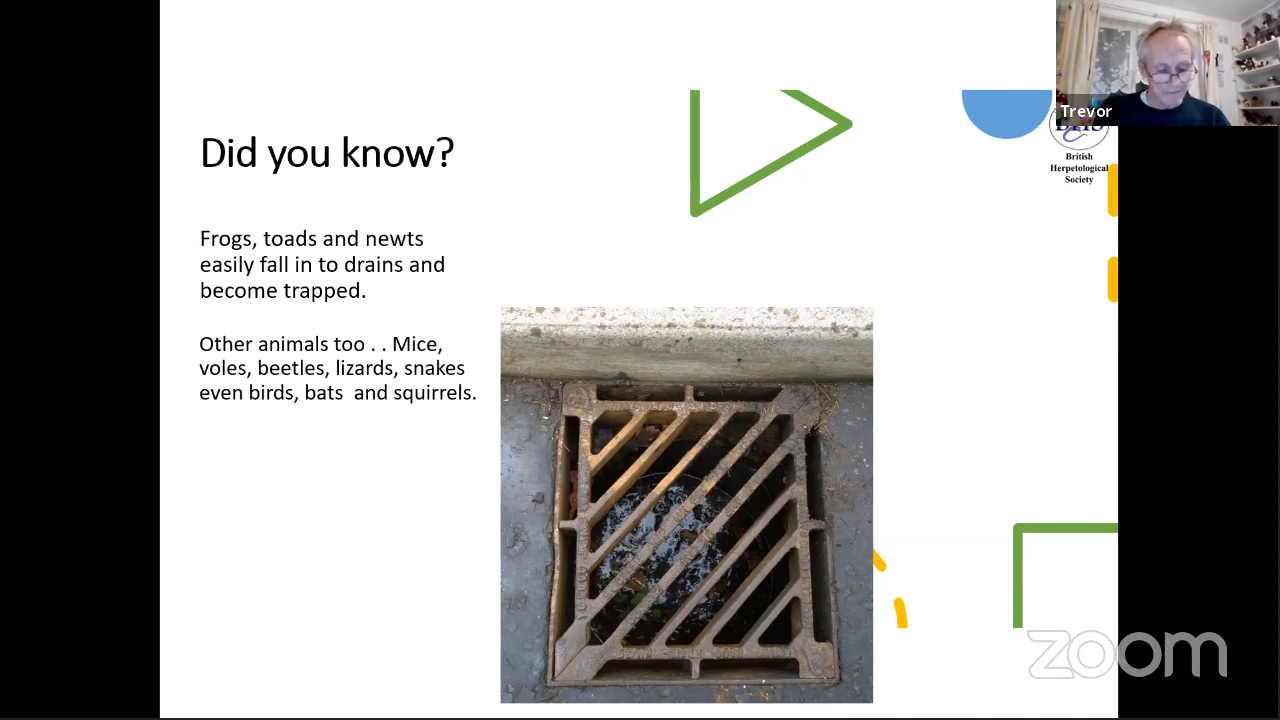 Did you know?
Frogs, toads and newts
easily fall in to drains and
become trapped.
Other animals too . . Mice,
voles, beetles, lizards, snakes
even birds, bats  and squirrels.
Trevor
British
Herpetological
Society
zoom